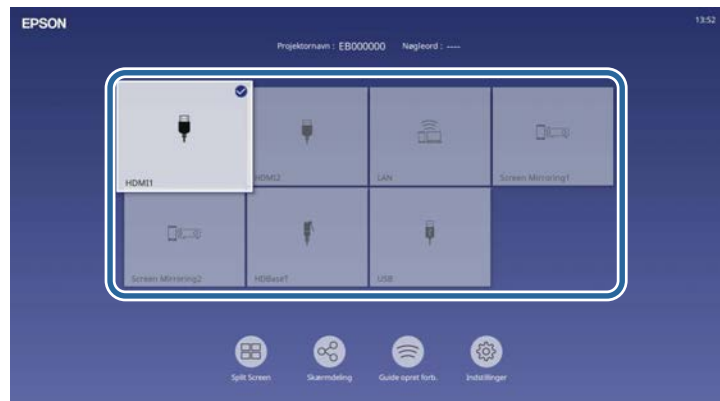 EPSON
13:52
Projektornavn : EB000000 Nøgleord : ----
HDMI1
HDMI2
LAN
Screen Mirroring1
Screen Mirroring2
HDBaseT
USB
Split Screen
Skærmdeling
Guide opret forb.
Indstillinger